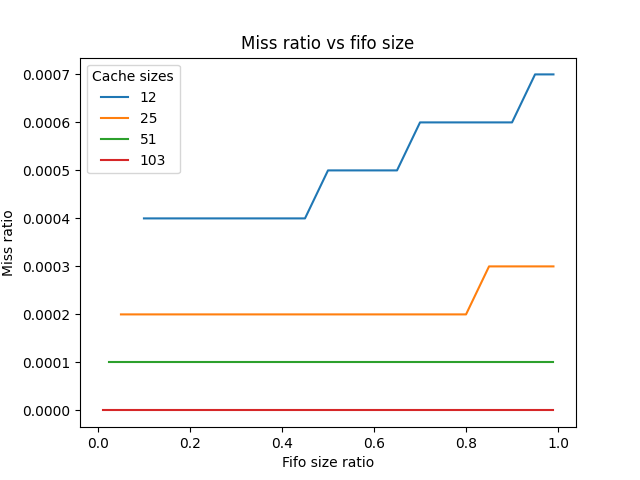 Miss ratio vs fifo size
Cache sizes
12
25
51
103
Miss ratio
0.0007
0.0006
0.0005
0.0004
0.0003
0.0002
0.0001
0.0000
0.0 0.2 0.4 0.6 0.8 1.0
Fifo size ratio